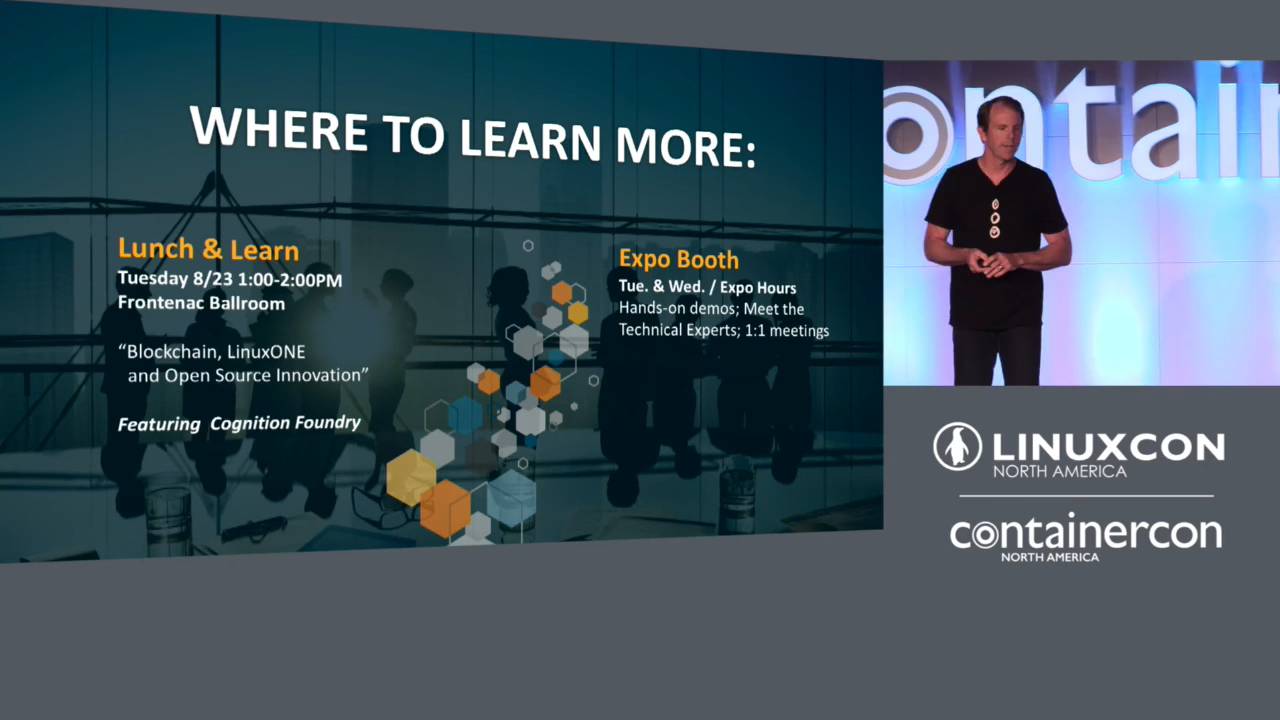 WHERE TO LEARN MORE:
Lunch & Learn
Tuesday 8/23 1:00-2:00PM
Frontenac Ballroom
“Blockchain, LinuxONE
and Open Source Innovation”
Featuring Cognition Foundry
Expo Booth
Tue. & Wed. / Expo Hours
Hands-on demos; Meet the
Technical Experts; 1:1 meetings
ontai
LINUXCON
NORTH AMERICA
containercon
NORTH AMERICA